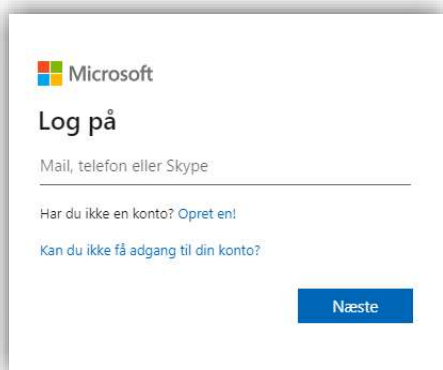 Microsoft
Log på
Mail, telefon eller Skype
Har du ikke en konto? Opret en!
Kan du ikke få adgang til din konto?
Næste